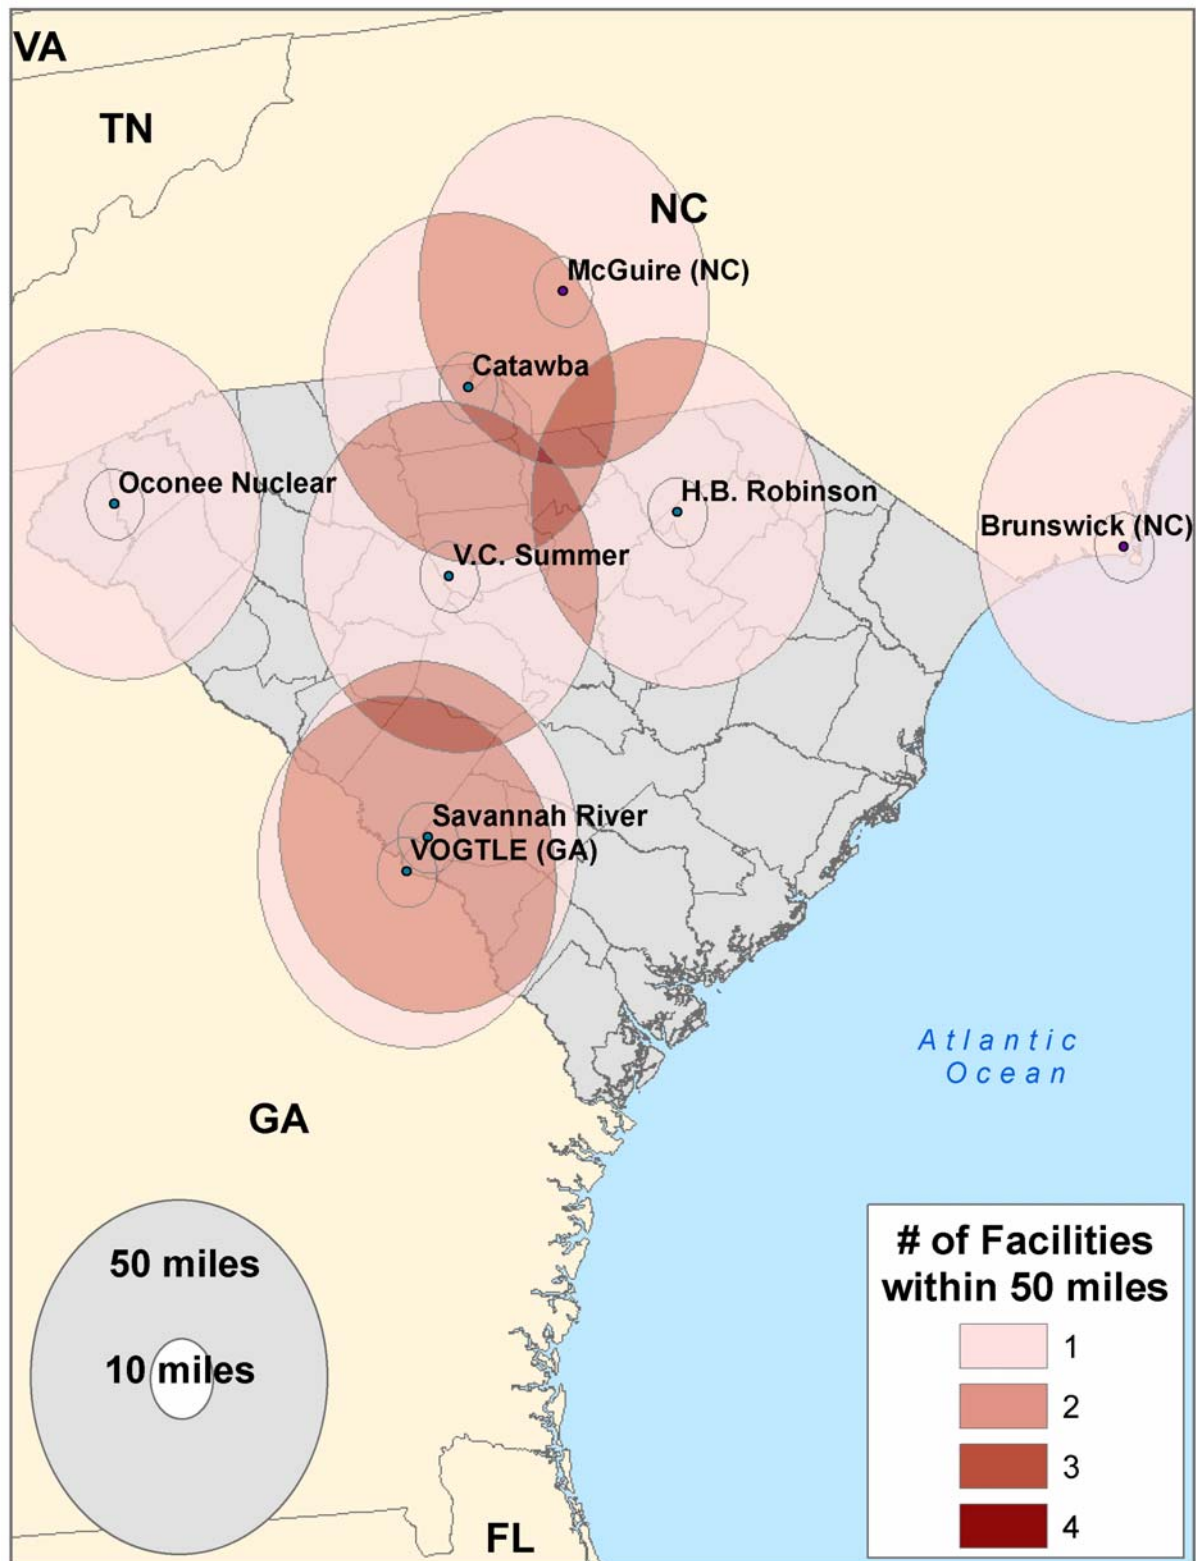 VA
TN
NC
McGuire (NC)
Catawba
Oconee Nuclear
H.B. Robinson
Brunswick (NC)
V.C. Summer
Savannah River
VOGTLE (GA)
Atlantic
Ocean
GA
50 miles
10 miles
FL
# of Facilities
within 50 miles
1
2
3
4